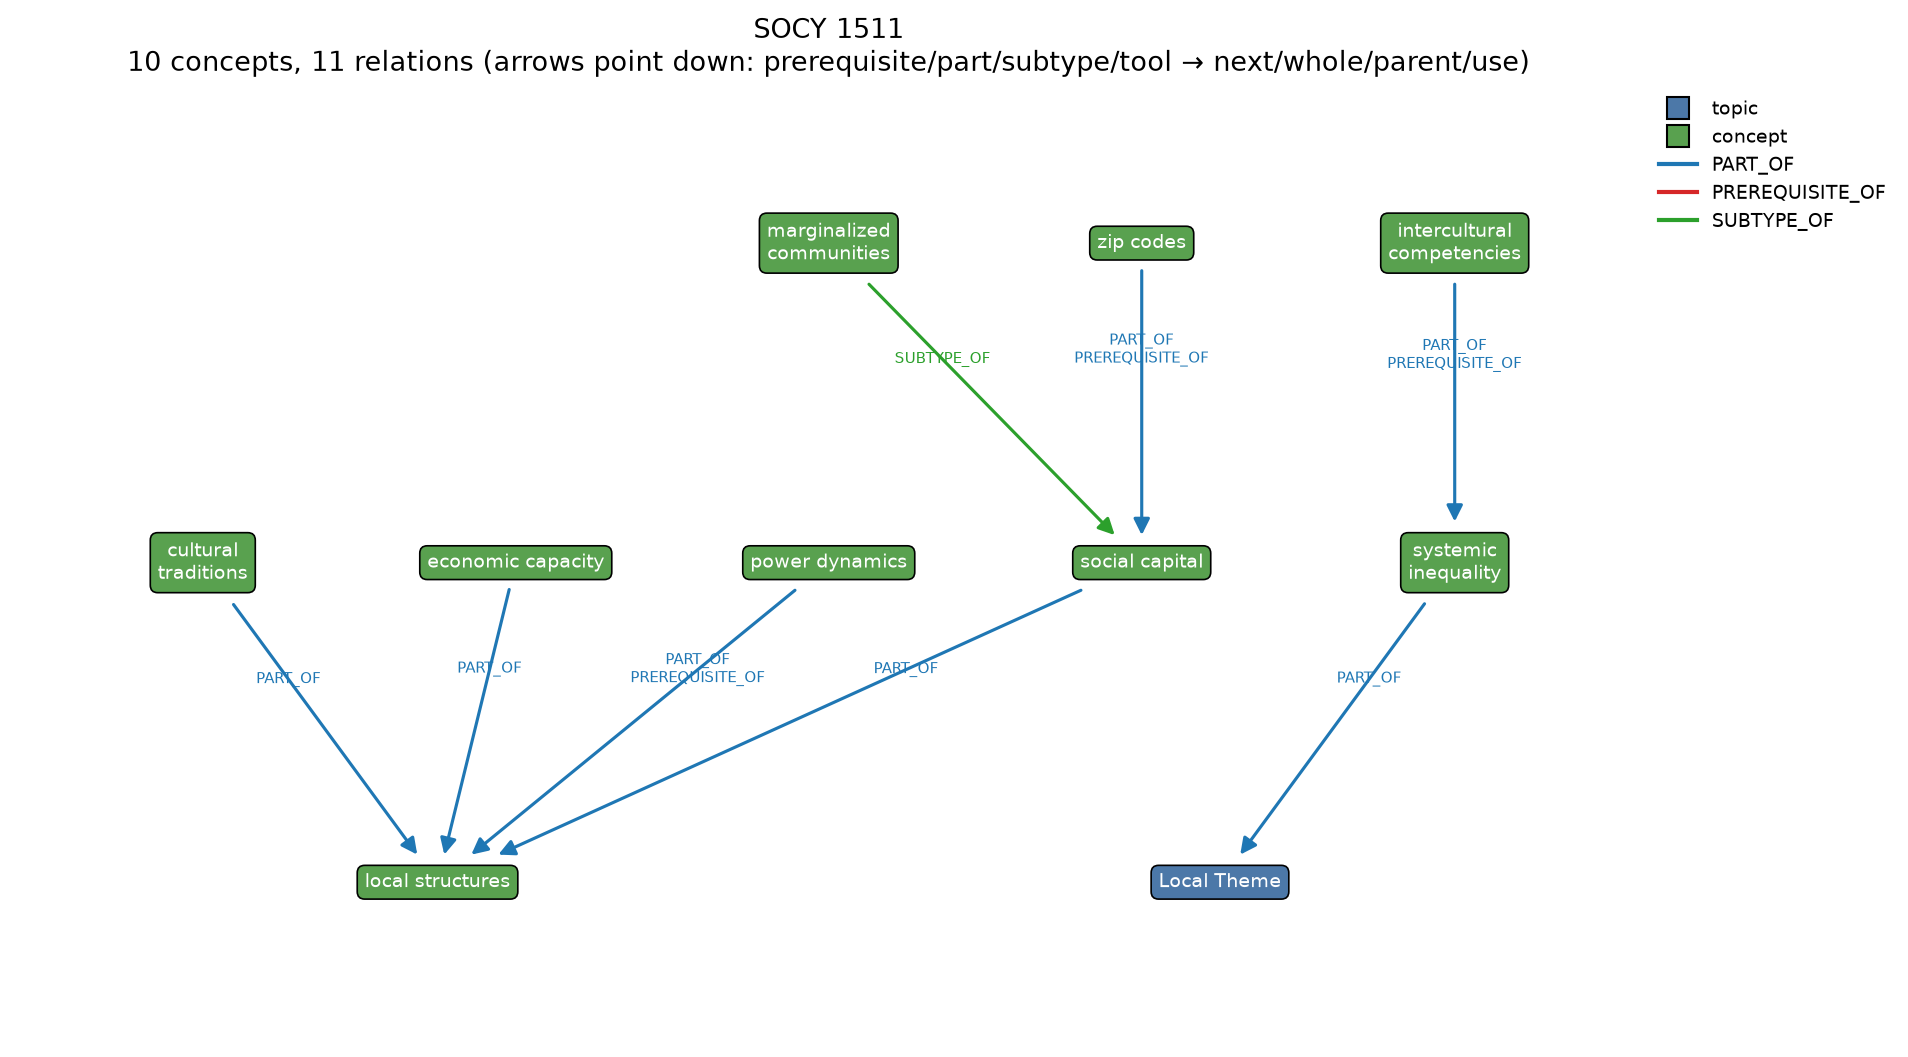 SOCY 1511
10 concepts, 11 relations (arrows point down: prerequisite/part/subtype/tool → next/whole/parent/use)
topic
concept
PART_OF
PREREQUISITE_OF
SUBTYPE_OF
marginalized
communities
zip codes
intercultural
competencies
SUBTYPE_OF
PART_OF
PREREQUISITE_OF
PART_OF
PREREQUISITE_OF
cultural
traditions
economic capacity
power dynamics
social capital
systemic
inequality
PART_OF
PART_OF
PART_OF
PREREQUISITE_OF
PART_OF
PART_OF
local structures
Local Theme